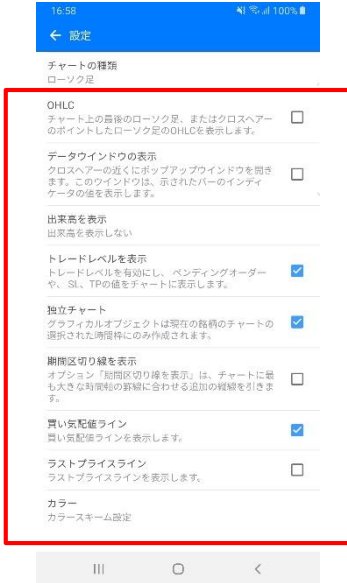 16:58 100%
設定
チャートの種類
ローソク足
OHLC
チャート上の最後のローソク足、またはクロスヘアー
のポイントしたローソク足のOHLCを表示します。
データウインドウの表示
クロスヘアーの近くにポップアップウインドウを開き
ます。このウインドウは、示されたバーのインディ
ケータの値を表示します。
出来高を表示
出来高を表示しない
トレードレベルを表示
トレードレベルを有効にし、ペンディングオーダー
や、SL、TPの値をチャートに表示します。
独立チャート
グラフィカルオブジェクトは現在の銘柄のチャートの
選択された時間枠にのみ作成されます。
期間区切り線を表示
オプション「期間区切り線を表示」は、チャートに最
も大きな時間軸の罫線に合わせる追加の縦線を引きま
す。
買い気配値ライン
買い気配値ラインを表示します。
ラストプライスライン
ラストプライスラインを表示します。
カラー
カラースキーム設定